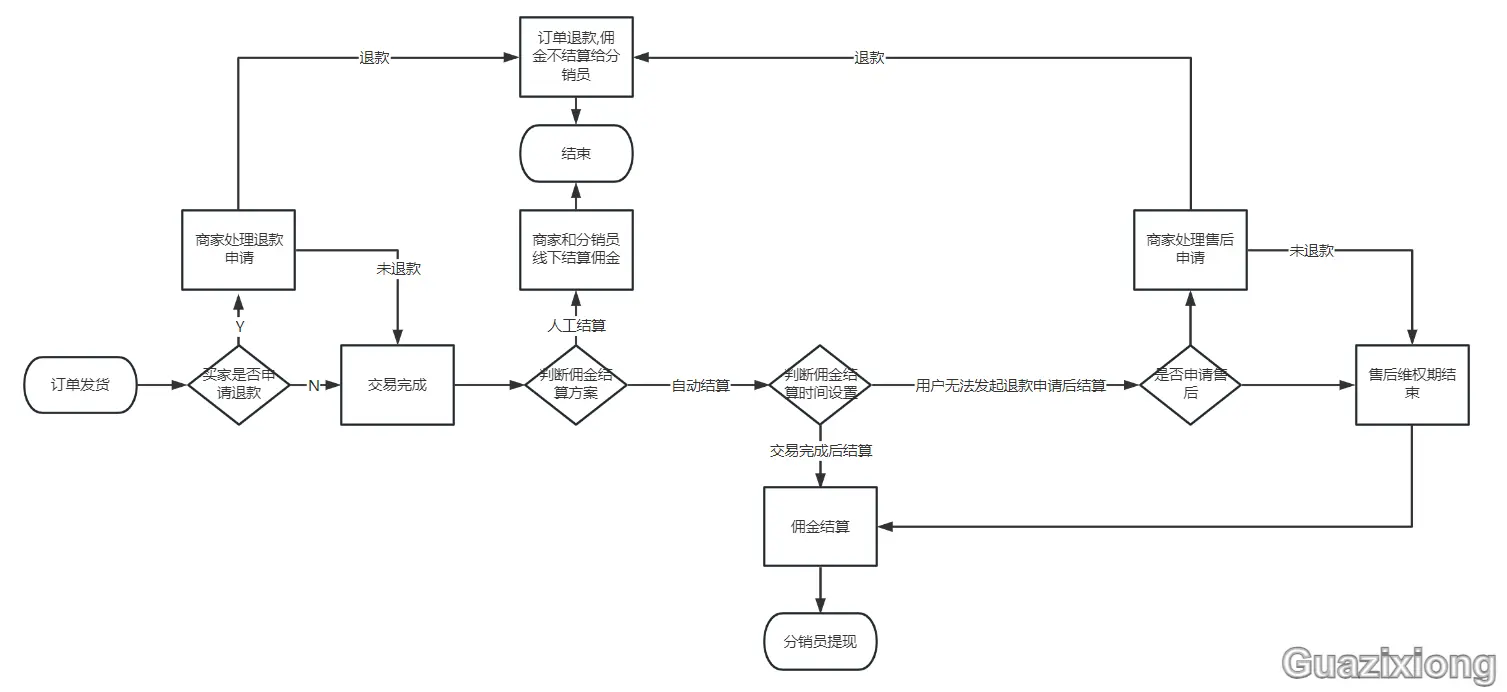 订单退款,佣
金不结算给分
销员
退款
退款
结束
商家处理退款
申请
商家和分销员
线下结算佣金
商家处理售后
申请
未退款
未退款
Y
人工结算
订单发货
买家是否申
请退款
N
交易完成
判断佣金结
算方案
自动结算
判断佣金结
算时间设置
用户无法发起退款申请后结算
是否申请售
后
售后维权期结
束
交易完成后结算
佣金结算
分销员提现
Guazixiong